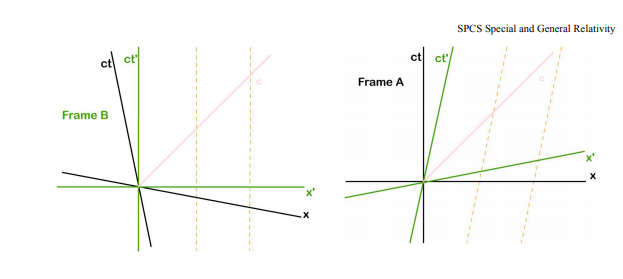 SPCS Special and General Relativity
ct ct'
c
Frame B
x'
x
ct ct'
c
Frame A
x'
x